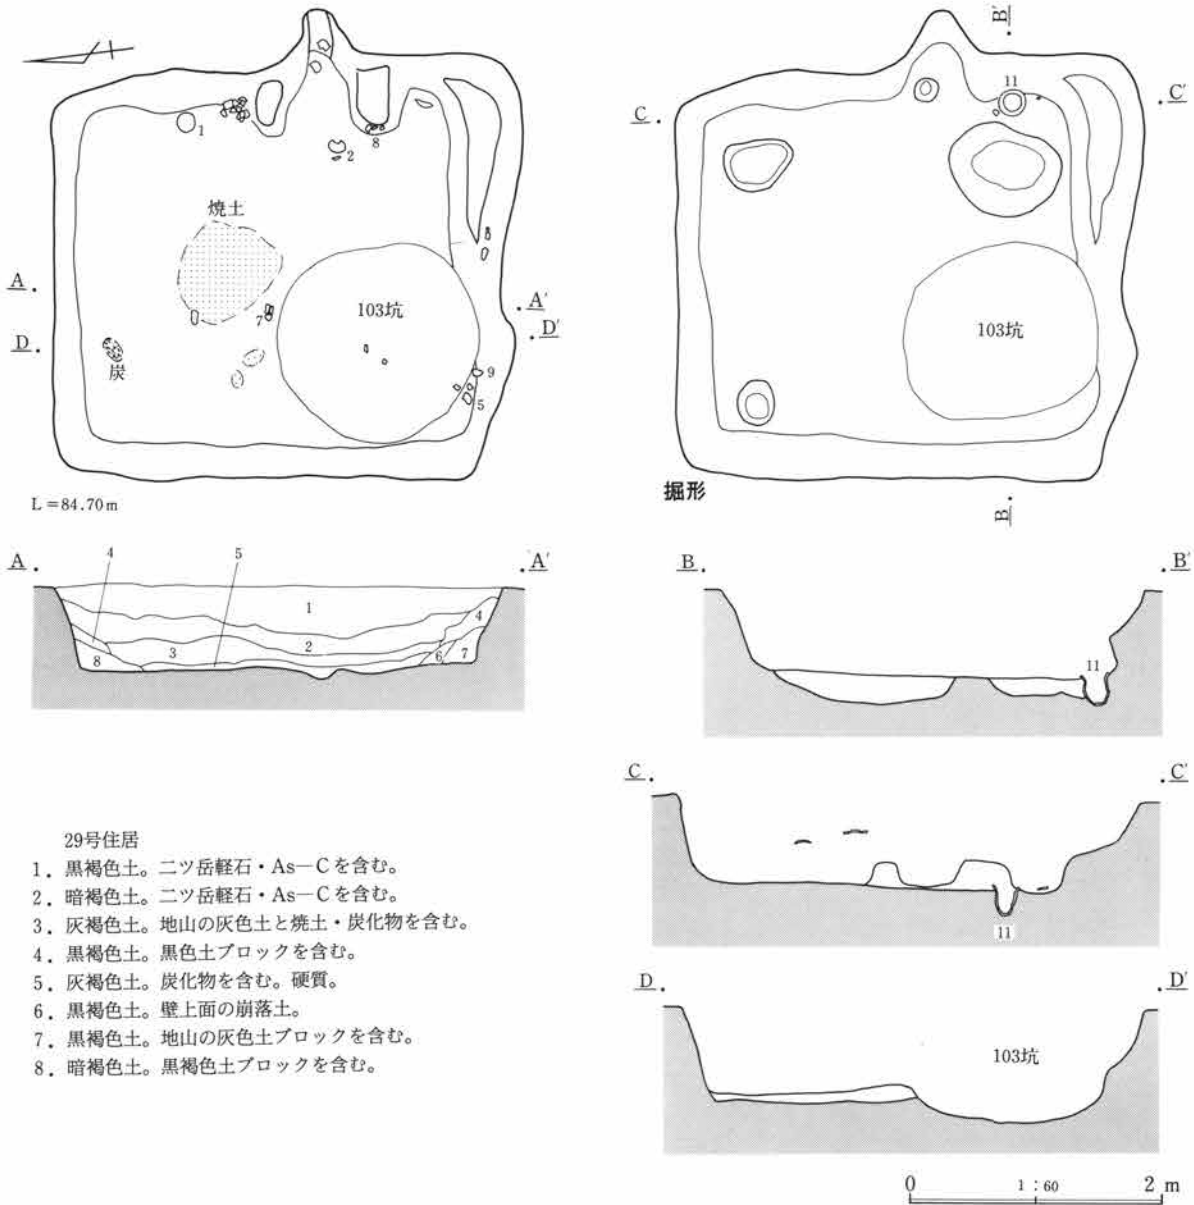 B′
B′
11
C′
C
1
8
2
焼土
A
A′
7
103坑
D
D′
炭
9
5
103坑
L＝84.70m
掘形
B
A
4
5
A′
1
2
3
4
8
6
7
B
B′
11
C
C′
11
D
D′
103坑
29号住居
1．黒褐色土。二ツ岳軽石・As—Cを含む。
2．暗褐色土。二ツ岳軽石・As—Cを含む。
3．灰褐色土。地山の灰色土と焼土・炭化物を含む。
4．黒褐色土。黒色土ブロックを含む。
5．灰褐色土。炭化物を含む。硬質。
6．黒褐色土。壁上面の崩落土。
7．黒褐色土。地山の灰色土ブロックを含む。
8．暗褐色土。黒褐色土ブロックを含む。
0 1：60 2 m